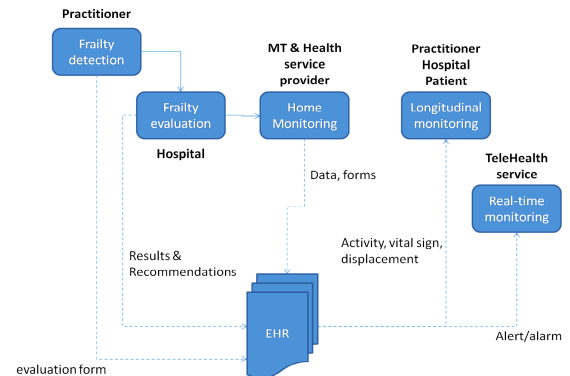 Practitioner
Frailty
detection
MT & Health
service
provider
Practitioner
Hospital
Patient
Frailty
evaluation
Home
Monitoring
Longitudinal
monitoring
Hospital
TeleHealth
service
Data, forms
Real-time
monitoring
Activity, vital sign,
displacement
Results &
Recommendations
EHR
Alert/alarm
evaluation form